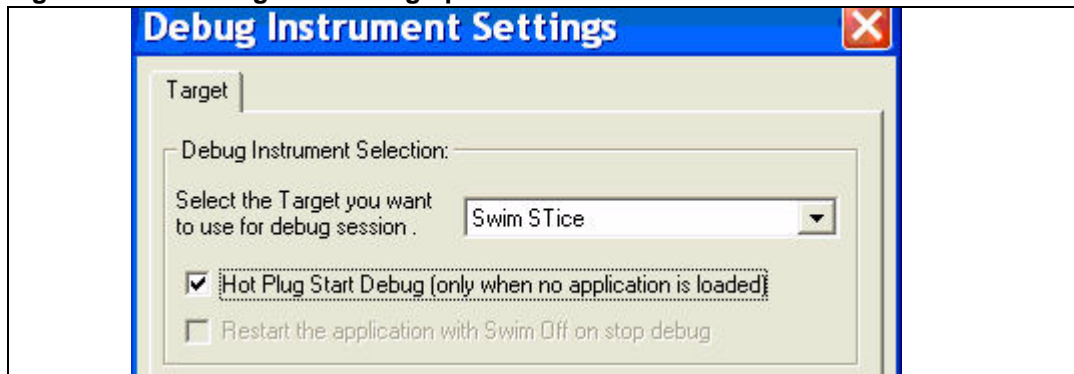 Debug Instrument Settings
Target
Debug Instrument Selection:
Select the Target you want
to use for debug session .
Swim STice
Hot Plug Start Debug (only when no application is loaded)
Restart the application with Swim Off on stop debug